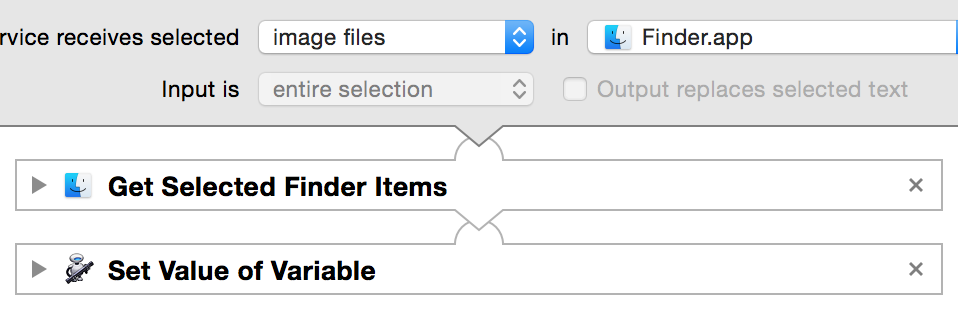 rvice receives selected image files in Finder.app
Input is entire selection Output replaces selected text
Get Selected Finder Items
Set Value of Variable